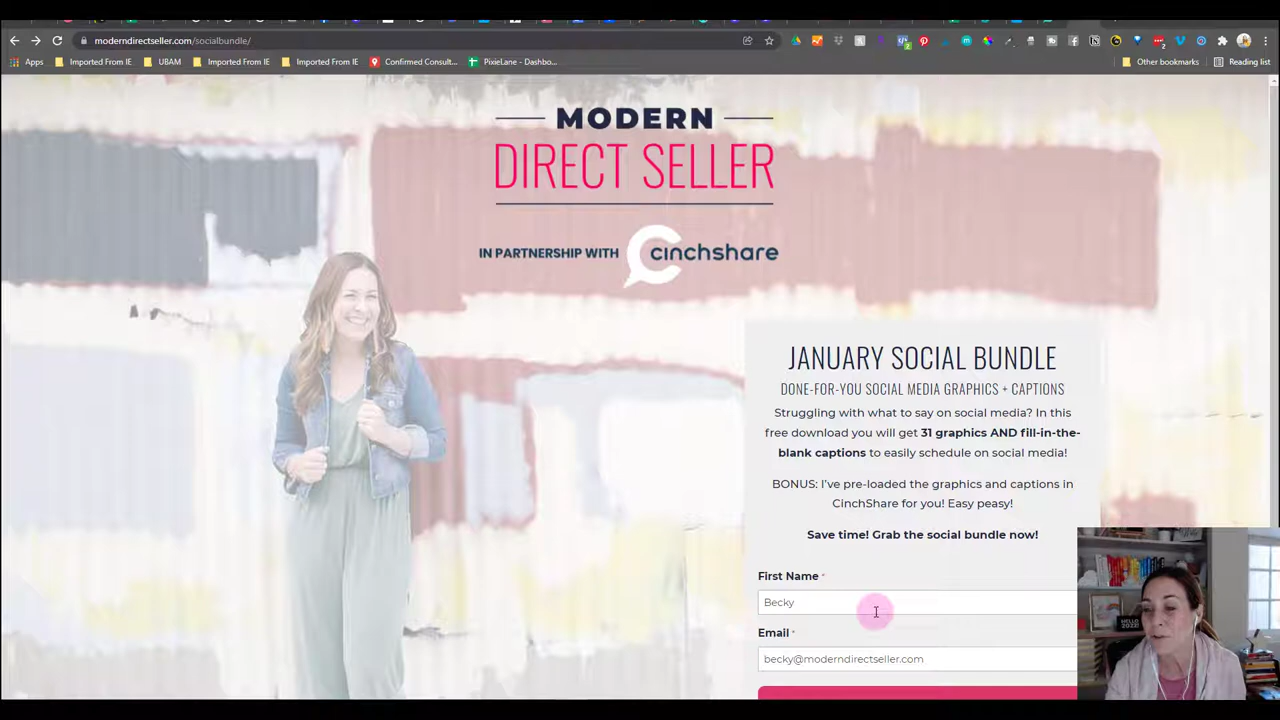 moderndirectseller.com/socialbundle/
Apps
Imported From IE
UBAM
Imported From IE
Imported From IE
Confirmed Consult...
PixieLane - Dashbo...
Other bookmarks
Reading list
MODERN
DIRECT SELLER
IN PARTNERSHIP WITH cinchshare
JANUARY SOCIAL BUNDLE
DONE-FOR-YOU SOCIAL MEDIA GRAPHICS + CAPTIONS
Struggling with what to say on social media? In this
free download you will get 31 graphics AND fill-in-the-
blank captions to easily schedule on social media!
BONUS: I've pre-loaded the graphics and captions in
CinchShare for you! Easy peasy!
Save time! Grab the social bundle now!
First Name *
Becky
Email *
becky@moderndirectseller.com
HELLO
2022!